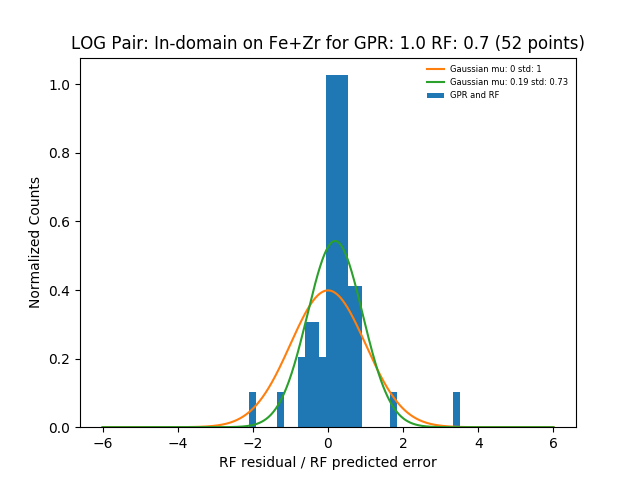 LOG Pair: In-domain on Fe+Zr for GPR: 1.0 RF: 0.7 (52 points)
Gaussian mu: 0 std: 1
Gaussian mu: 0.19 std: 0.73
GPR and RF
Normalized Counts
1.0
0.8
0.6
0.4
0.2
0.0
−6 −4 −2 0 2 4 6
RF residual / RF predicted error